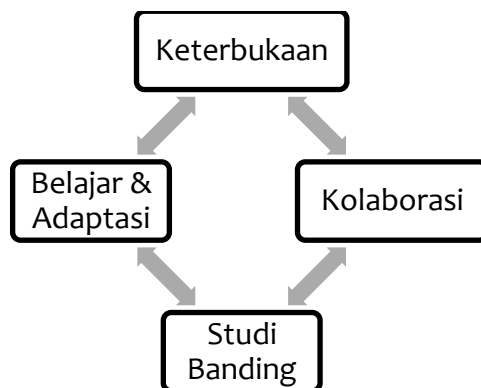 Keterbukaan
Belajar &
Adaptasi
Kolaborasi
Studi
Banding